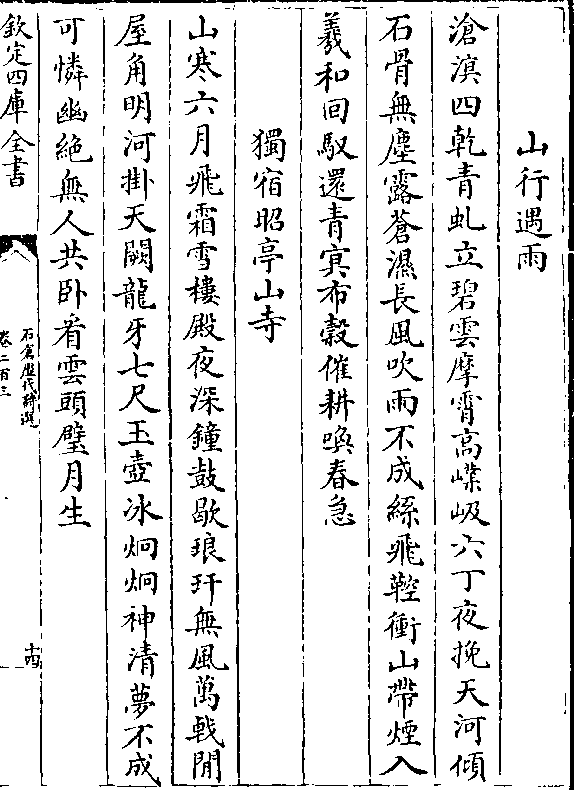 山行遇雨
滄溟四乾青虬立碧雲摩霄高嶫岌六丁夜挽天河傾
石骨無塵露蒼濕長風吹雨不成絲飛鞚衝山帶煙入
羲和回馭還青冥布穀催耕喚春急
獨宿昭亭山寺
山寒六月飛霜雪樓殿夜深鐘鼓歇琅玕無風萬戟閒
屋角明河掛天闕龍牙七尺玉壺冰炯炯神清夢不成
可憐幽絶無人共卧看雲頭璧月生
欽定四庫全書
石倉歷代詩選
卷二百三
十四